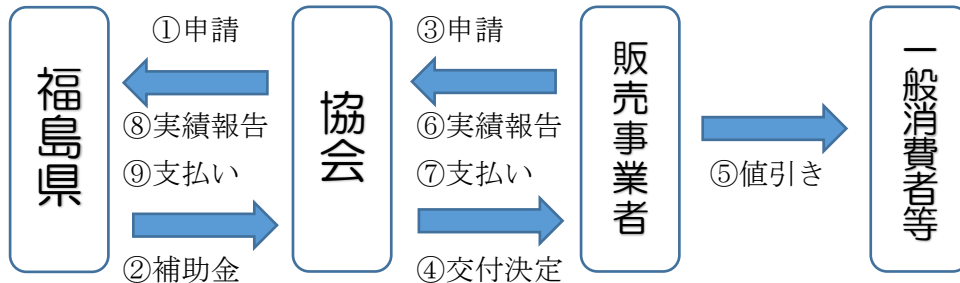 福島県
①申請
⑧実績報告
⑨支払い
②補助金
協会
③申請
⑥実績報告
⑦支払い
④交付決定
販売事業者
⑤値引き
一般消費者等